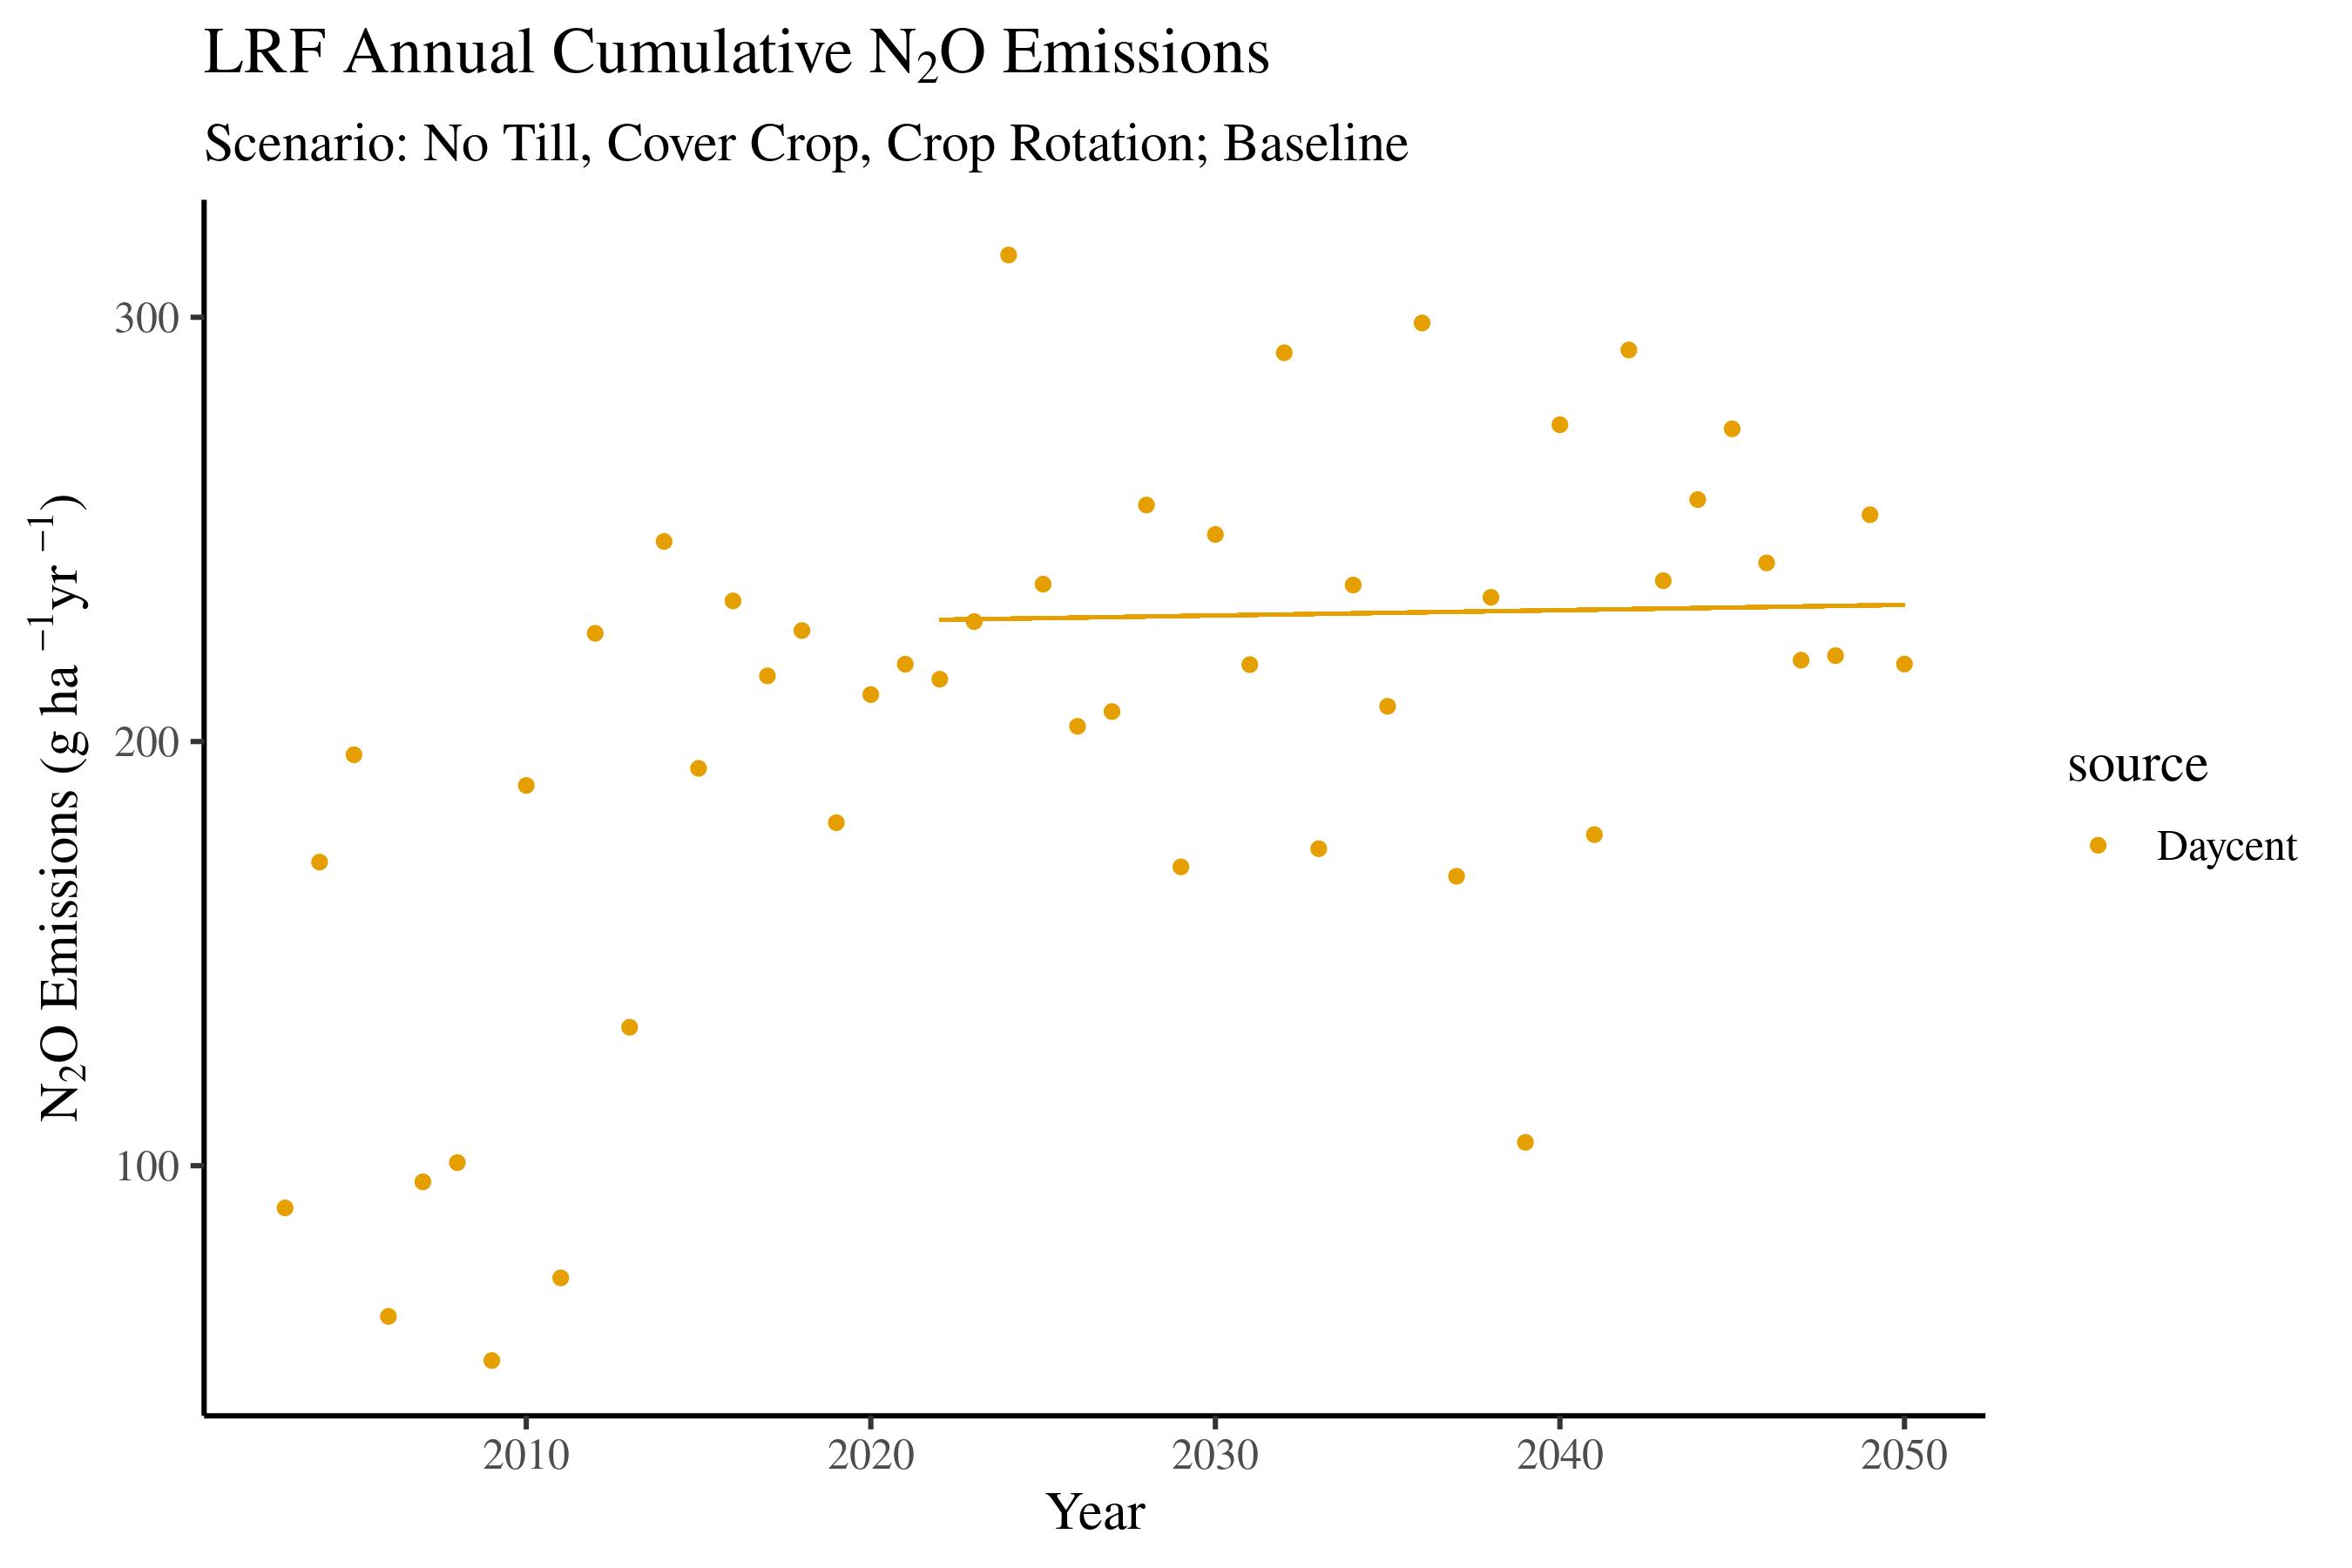 LRF Annual Cumulative N₂O Emissions
Scenario: No Till, Cover Crop, Crop Rotation; Baseline
N₂O Emissions (g ha ⁻¹yr ⁻¹)
300
200
100
2010 2020 2030 2040 2050
Year
source
Daycent